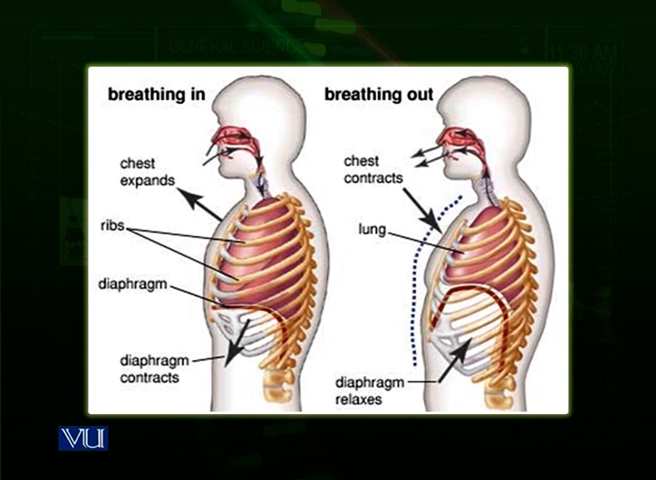 GENERAL SCIENCE
breathing in
chest
expands
ribs
diaphragm
diaphragm
contracts
breathing out
chest
contracts
lung
diaphragm
relaxes
VU